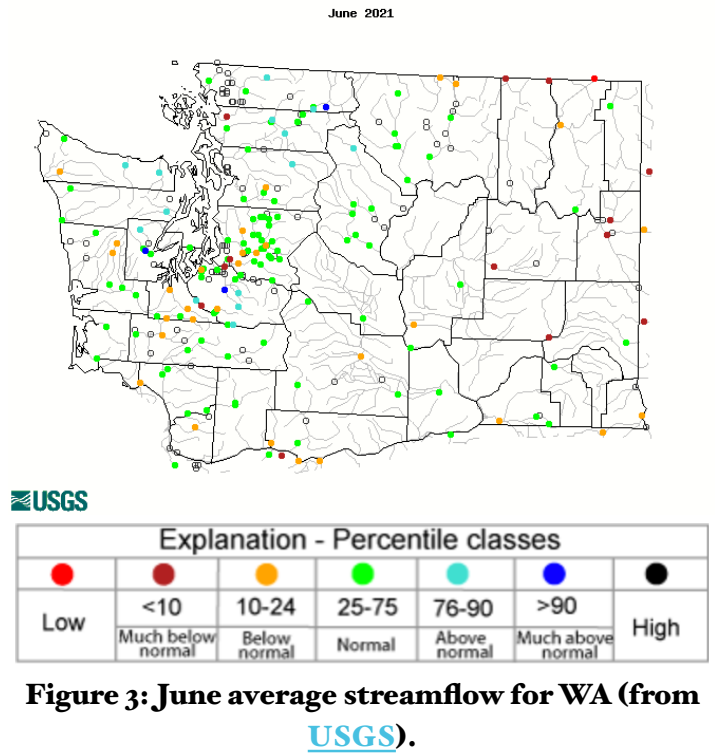 June 2021
USGS
Explanation - Percentile classes
Low
<10
10-24
25-75
76-90
>90
High
Much below
normal
Below
normal
Normal
Above
normal
Much above
normal
Figure 3: June average streamflow for WA (from
USGS).